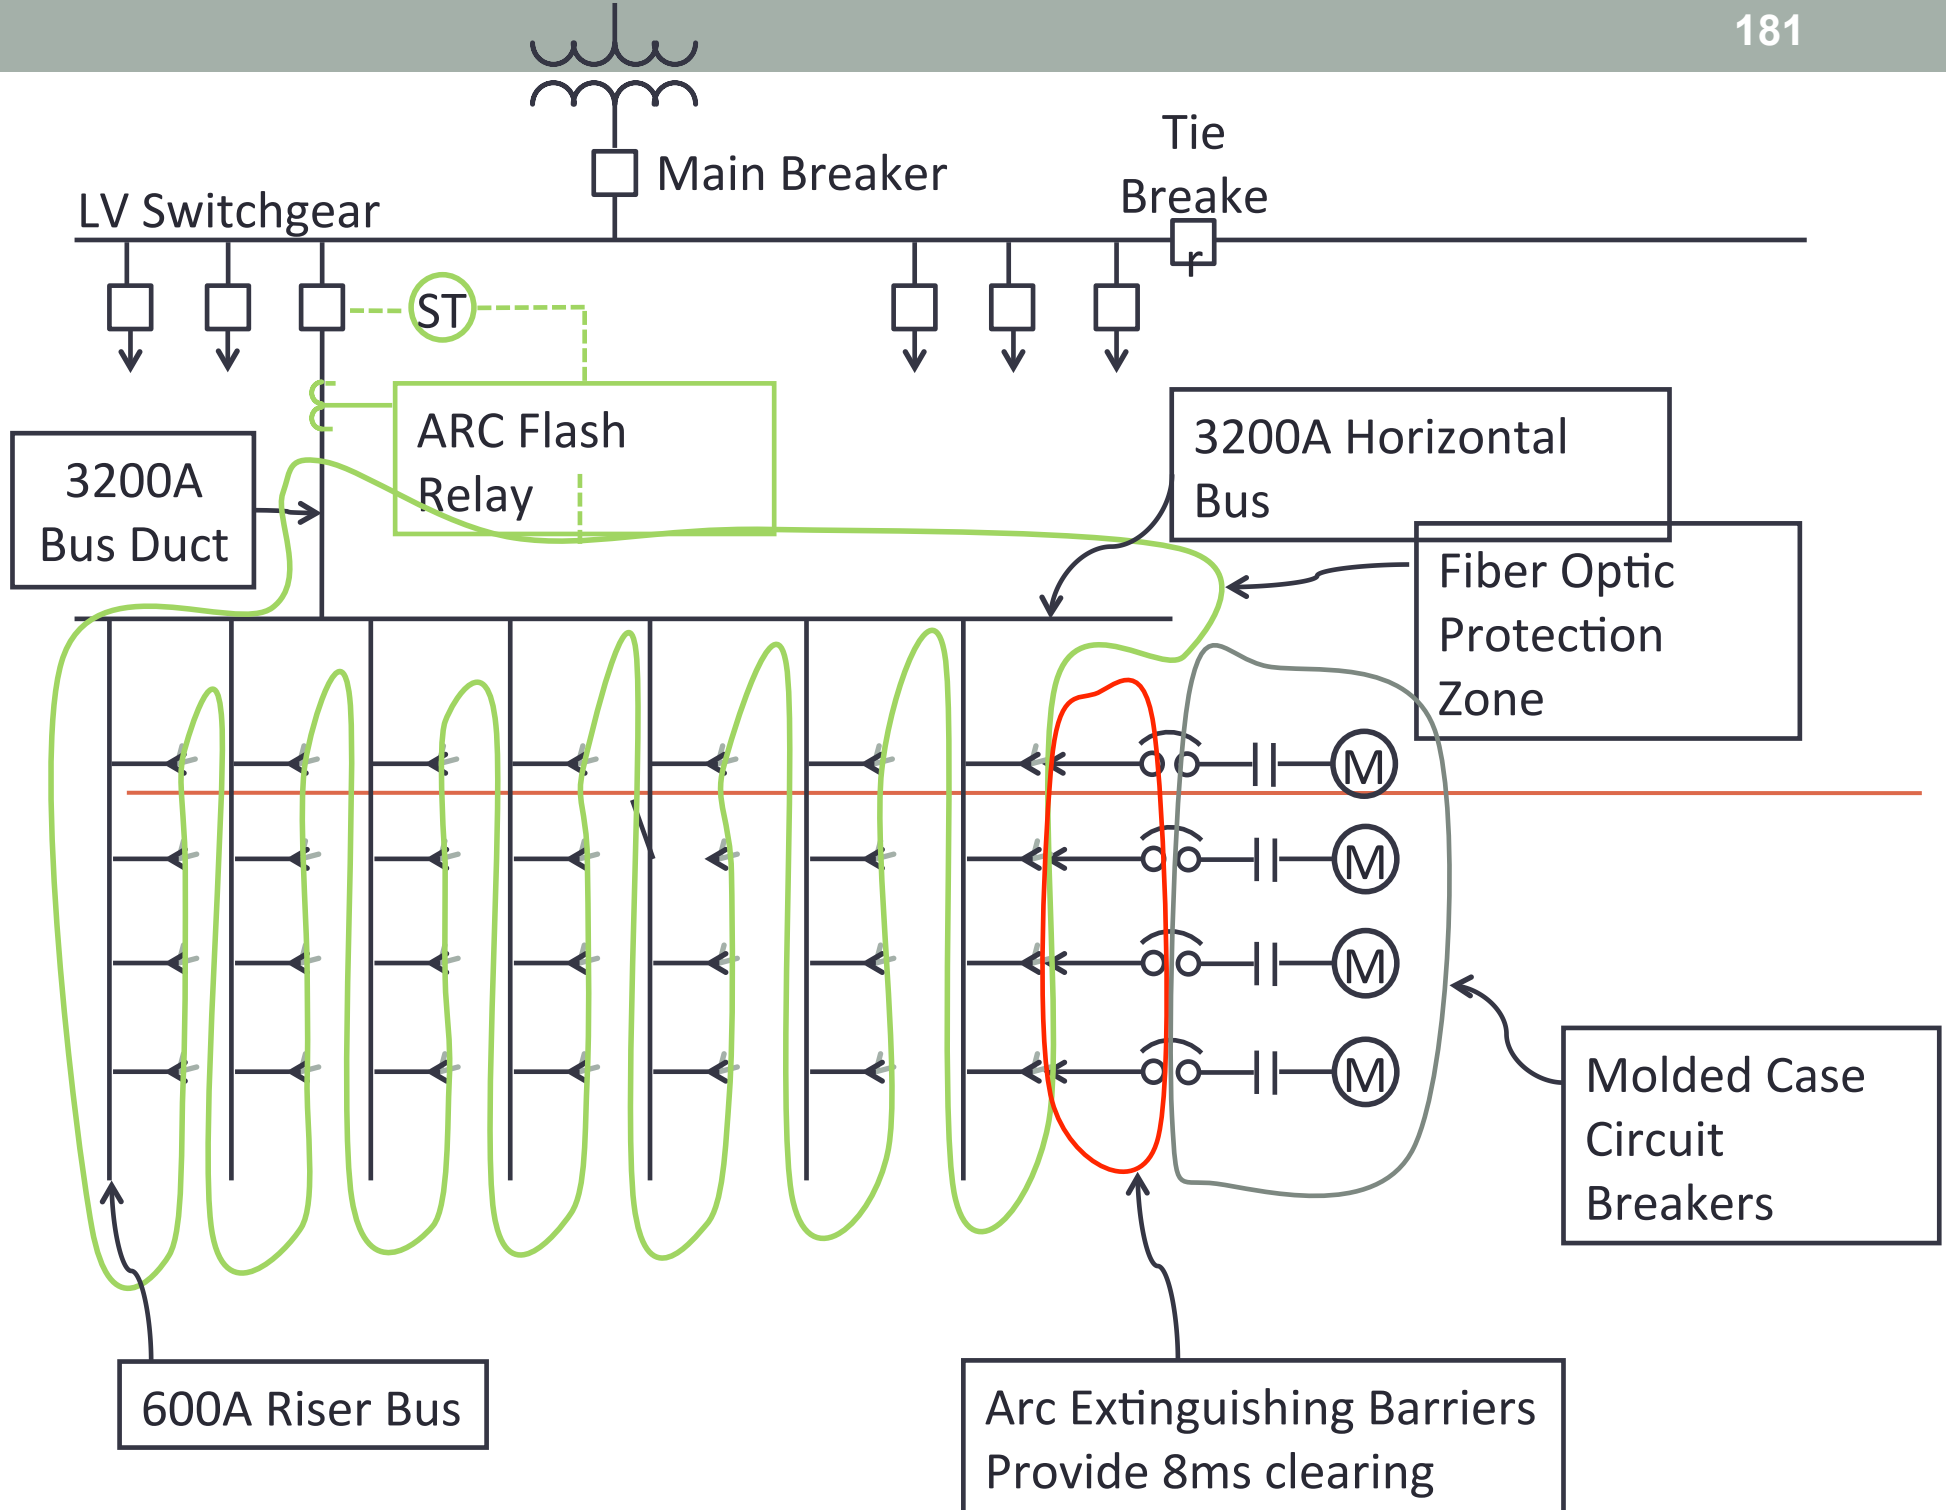 181
Tie
Breake
r
Main Breaker
LV Switchgear
ST
ARC Flash
Relay
3200A
Bus Duct
3200A Horizontal
Bus
Fiber Optic
Protection
Zone
M
M
M
M
Molded Case
Circuit
Breakers
600A Riser Bus
Arc Extinguishing Barriers
Provide 8ms clearing